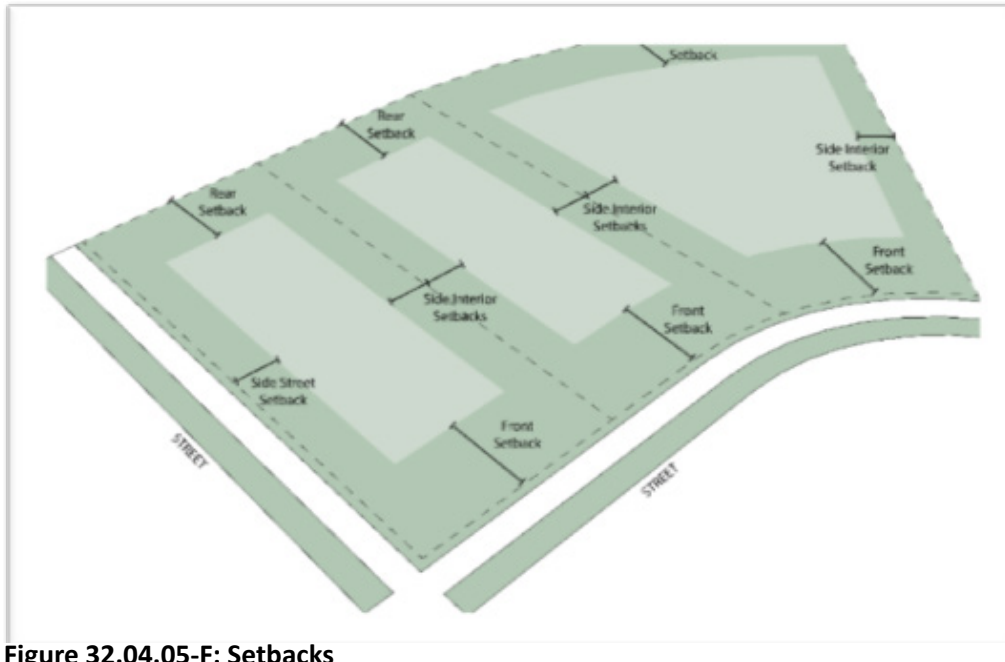 Setback
Rear
Setback
Side Interior
Setback
Rear
Setback
Side Interior
Setbacks
Front
Setback
Side Interior
Setbacks
Front
Setback
Side Street
Setback
Front
Setback
STREET
STREET
Figure 32.04.05-F: Setbacks